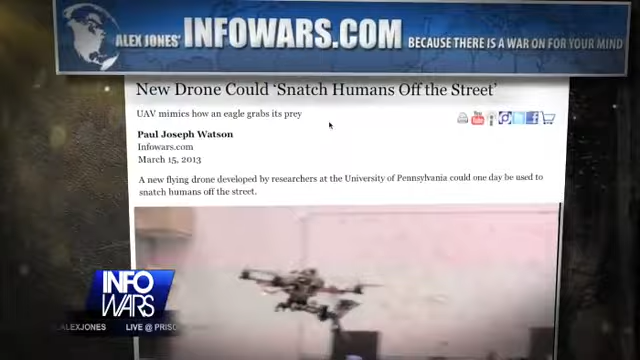 ALEX JONES' INFOWARS.COM BECAUSE THERE IS A WAR ON FOR YOUR MIND
New Drone Could ‘Snatch Humans Off the Street’
UAV mimics how an eagle grabs its prey
Paul Joseph Watson
Infowars.com
March 15, 2013
A new flying drone developed by researchers at the University of Pennsylvania could one day be used to
snatch humans off the street.
INFO
WARS
ALEXJONES LIVE @ PRISO